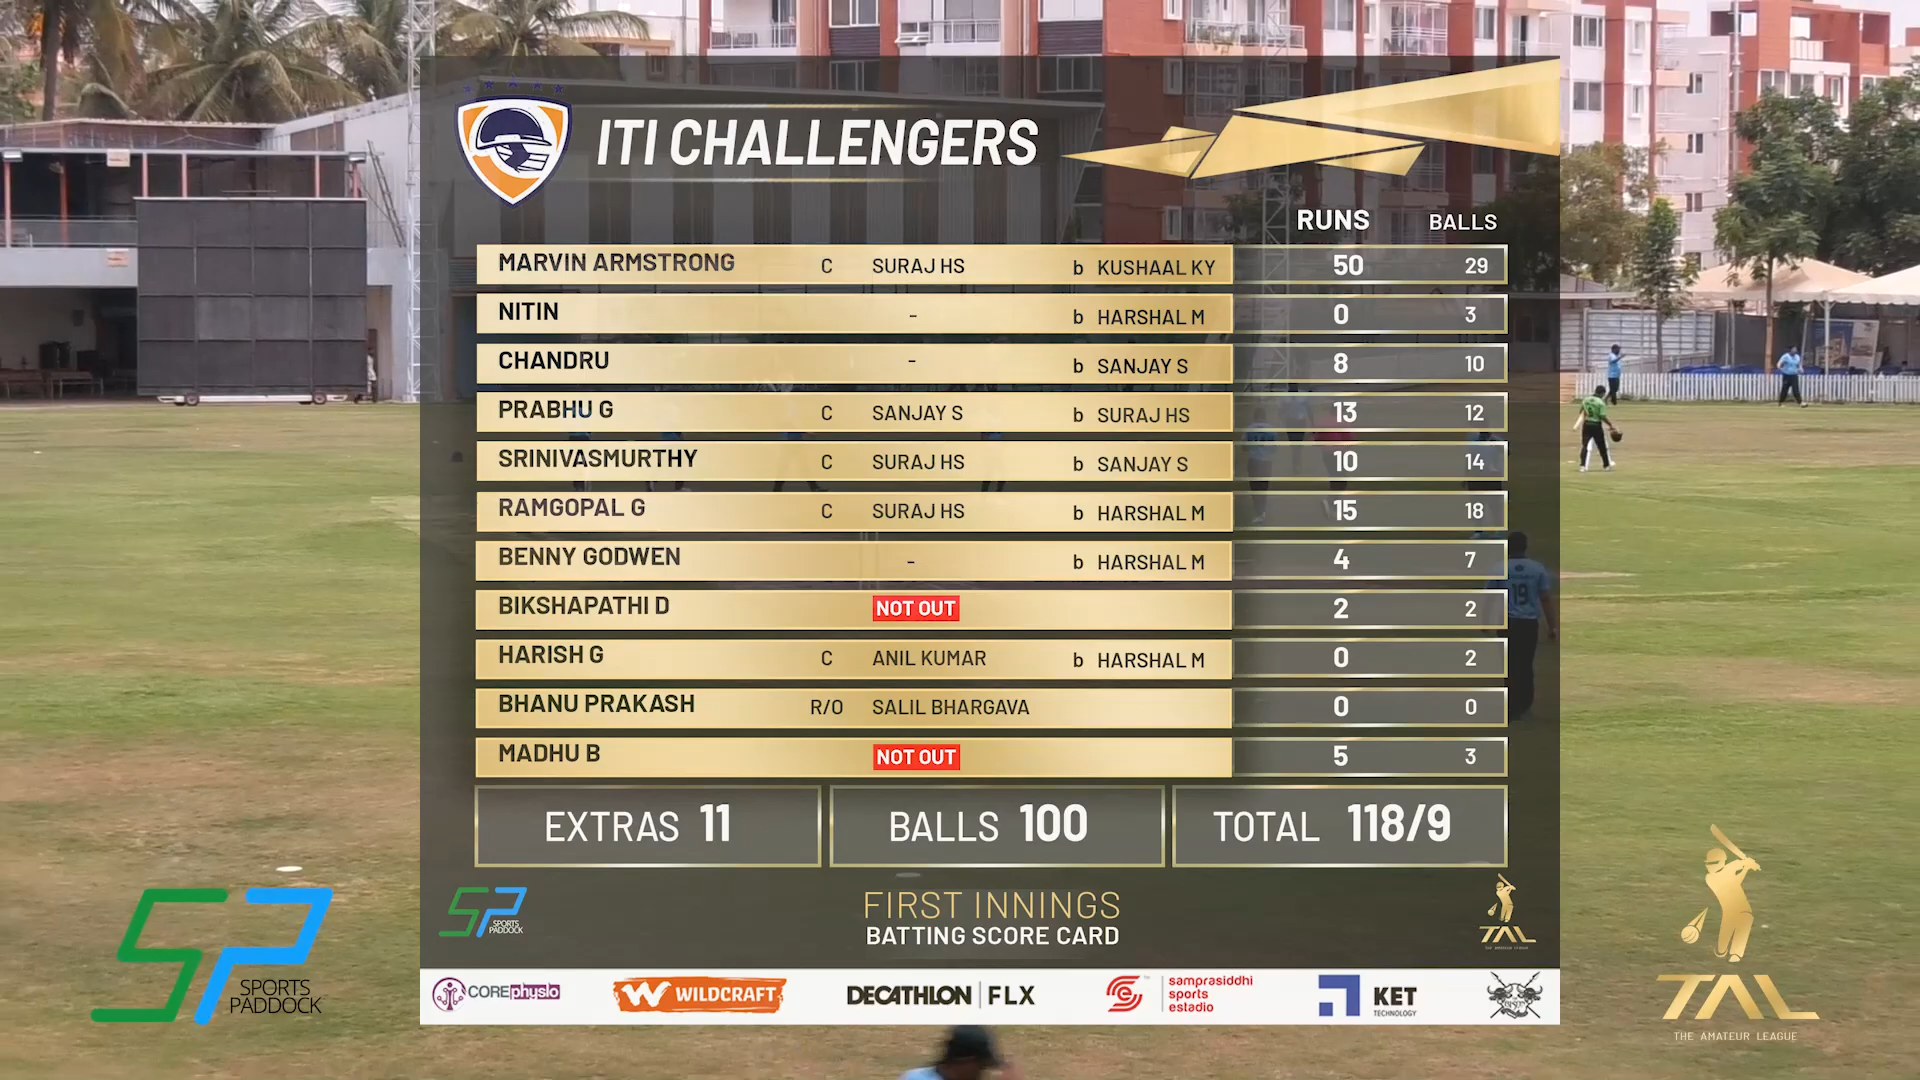 ITI CHALLENGERS
RUNS BALLS
MARVIN ARMSTRONG C SURAJ HS b KUSHAAL KY 50 29
NITIN - b HARSHAL M 0 3
CHANDRU - b SANJAY S 8 10
PRABHU G C SANJAY S b SURAJ HS 13 12
SRINIVASMURTHY C SURAJ HS b SANJAY S 10 14
RAMGOPAL G C SURAJ HS b HARSHAL M 15 18
BENNY GODWEN - b HARSHAL M 4 7
BIKSHAPATHI D NOT OUT 2 2
19
HARISH G C ANIL KUMAR b HARSHAL M 0 2
BHANU PRAKASH R/O SALIL BHARGAVA 0 0
MADHU B NOT OUT 5 3
EXTRAS 11 BALLS 100 TOTAL 118/9
FIRST INNINGS
BATTING SCORE CARD
SP SPORTS PADDOCK
TAL
SP
SPORTS
PADDOCK
COREphysio
WILDCRAFT
DECATHLON | FLX
samprasiddhi
sports
estadio
KET
TECHNOLOGY
TAL
THE AMATEUR LEAGUE